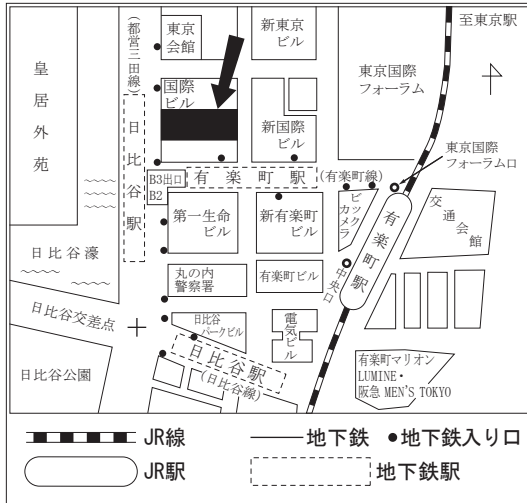 至東京駅
東京
会館
新東京
ビル
(都営三田線)
東京国際
フォーラム
皇居外苑
国際
ビル
日比谷駅
新国際
ビル
東京国際
フォーラム口
B3出口
B2
有楽町駅
(有楽町線)
第一生命
ビル
新有楽町
ビル
ビックカメラ
有楽町駅
交通会館
日比谷濠
丸の内
警察署
有楽町ビル
中央口
日比谷交差点
日比谷
パークビル
電気ビル
日比谷駅
(日比谷線)
日比谷公園
有楽町マリオン
LUMINE・
阪急 MEN'S TOKYO
JR線
地下鉄
●地下鉄入り口
JR駅
地下鉄駅